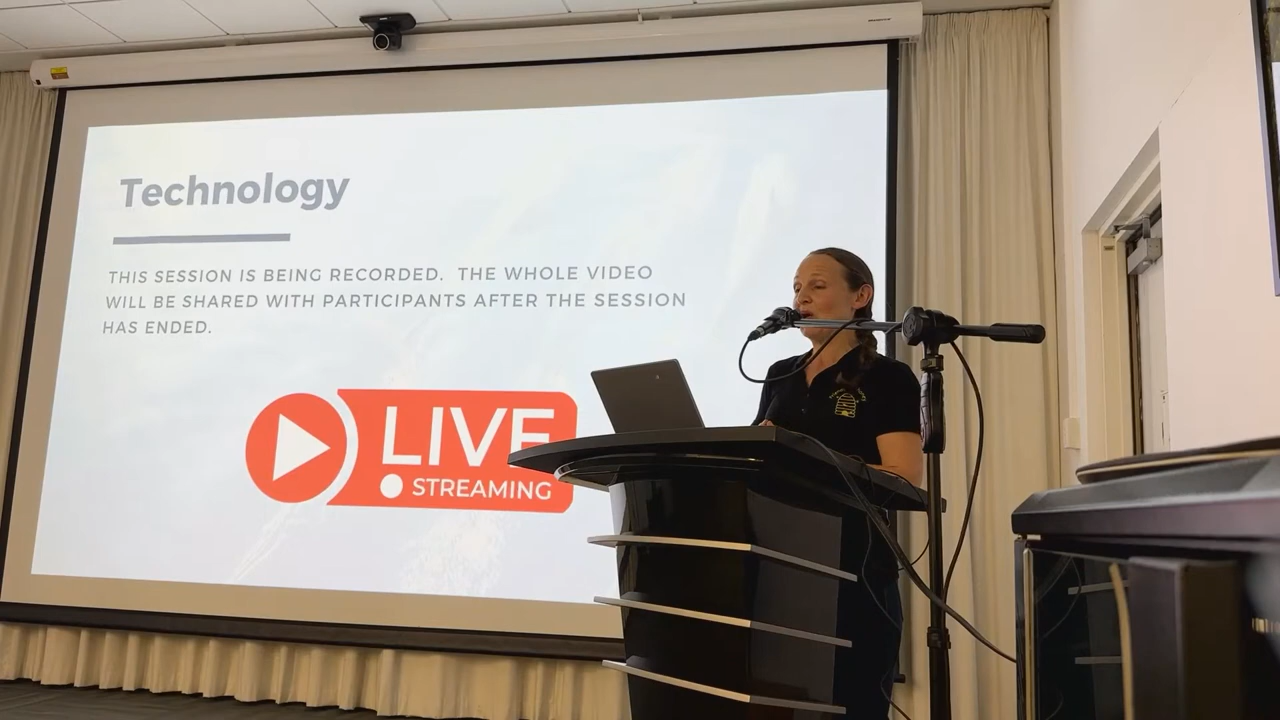 Technology
THIS SESSION IS BEING RECORDED. THE WHOLE VIDEO
WILL BE SHARED WITH PARTICIPANTS AFTER THE SESSION
HAS ENDED.
LIVE
STREAMING